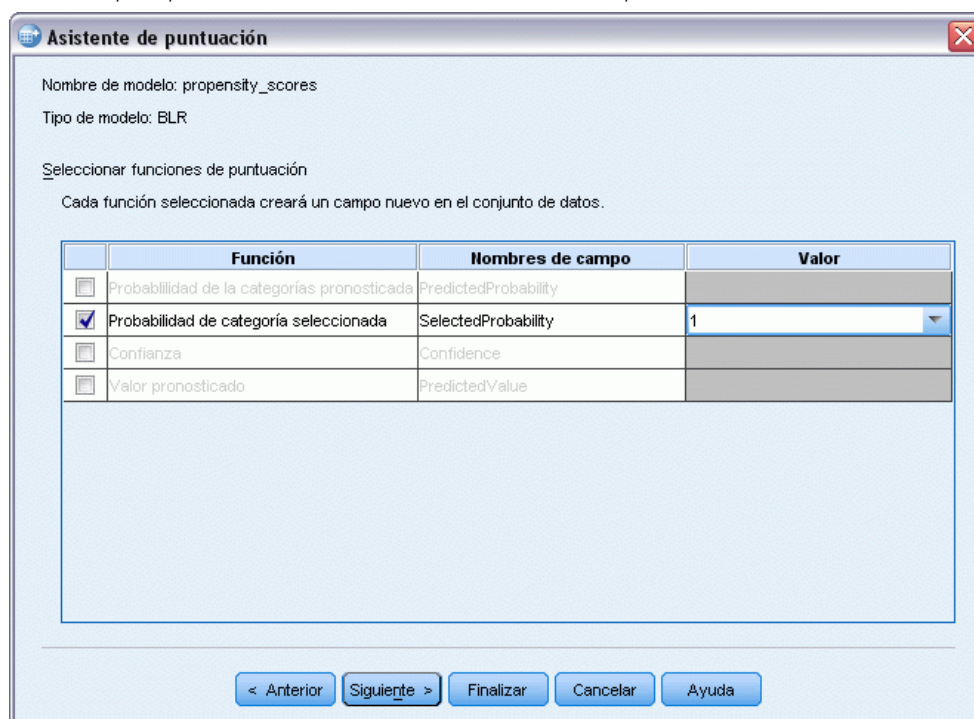 Asistente de puntuación
Nombre de modelo: propensity_scores
Tipo de modelo: BLR
Seleccionar funciones de puntuación
Cada función seleccionada creará un campo nuevo en el conjunto de datos.
Función Nombres de campo Valor
Probablilidad de la categorías pronosticada PredictedProbability
Probabilidad de categoría seleccionada SelectedProbability 1
Confianza Confidence
Valor pronosticado PredictedValue
< Anterior Siguiente > Finalizar Cancelar Ayuda